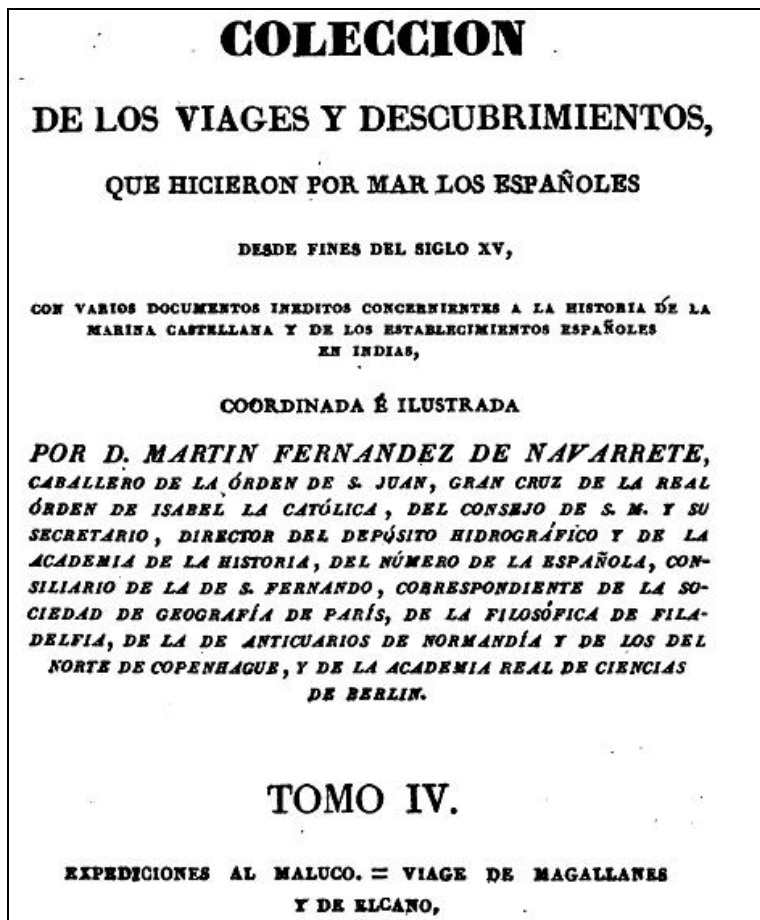 COLECCION
DE LOS VIAGES Y DESCUBRIMIENTOS,
QUE HICIERON POR MAR LOS ESPAÑOLES
DESDE FINES DEL SIGLO XV,
CON VARIOS DOCUMENTOS INEDITOS CONCERNIENTES A LA HISTORIA DE LA
MARINA CASTELLANA Y DE LOS ESTABLECIMIENTOS ESPAÑOLES
EN INDIAS,
COORDINADA É ILUSTRADA
POR D. MARTIN FERNANDEZ DE NAVARRETE,
CABALLERO DE LA ÓRDEN DE S. JUAN, GRAN CRUZ DE LA REAL
ÓRDEN DE ISABEL LA CATÓLICA, DEL CONSEJO DE S. M. Y SU
SECRETARIO, DIRECTOR DEL DEPÓSITO HIDROGRÁFICO Y DE LA
ACADEMIA DE LA HISTORIA, DEL NÚMERO DE LA ESPAÑOLA, CON-
SILIARIO DE LA DE S. FERNANDO, CORRESPONDIENTE DE LA SO-
CIEDAD DE GEOGRAFÍA DE PARÍS, DE LA FILOSÓFICA DE FILA-
DELFIA, DE LA DE ANTICUARIOS DE NORMANDÍA Y DE LOS DEL
NORTE DE COPENHAGUE, Y DE LA ACADEMIA REAL DE CIENCIAS
DE BERLIN.
TOMO IV.
EXPEDICIONES AL MALUCO. = VIAGE DE MAGALLANES
Y DE ELCANO,